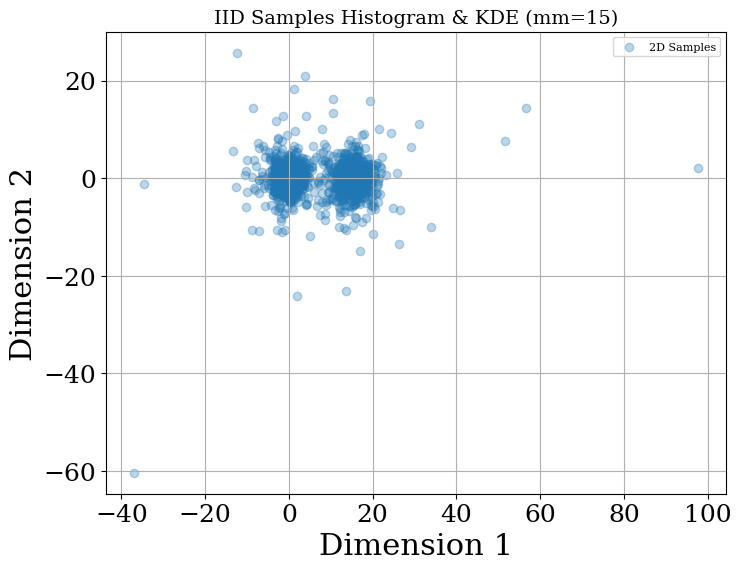 IID Samples Histogram & KDE (mm=15)
2D Samples
20
0
−20
−40
−60
Dimension 2
−40 −20 0 20 40 60 80 100
Dimension 1